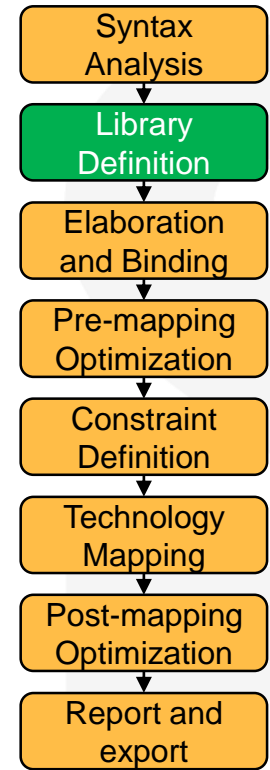 Syntax
Analysis
Library
Definition
Elaboration
and Binding
Pre-mapping
Optimization
Constraint
Definition
Technology
Mapping
Post-mapping
Optimization
Report and
export